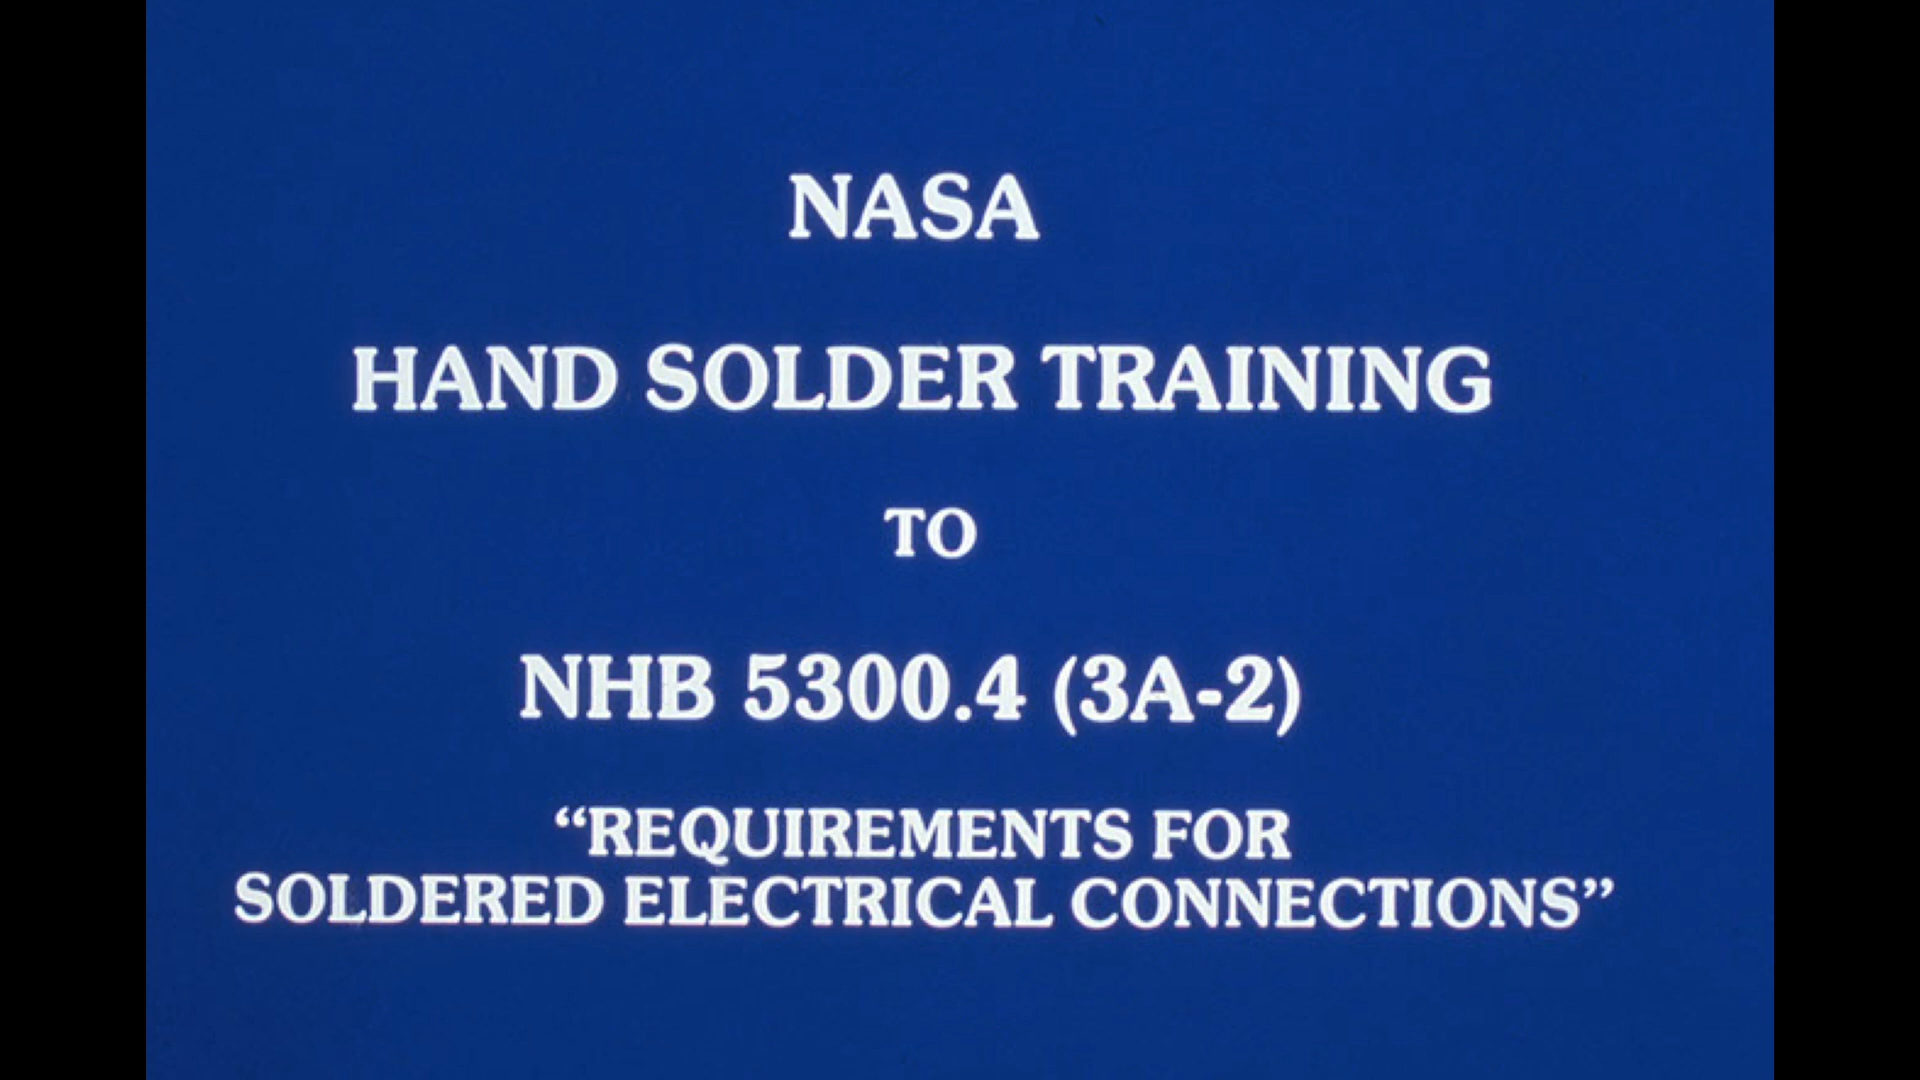 NASA
HAND SOLDER TRAINING
TO
NHB 5300.4 (3A-2)
“REQUIREMENTS FOR
SOLDERED ELECTRICAL CONNECTIONS”